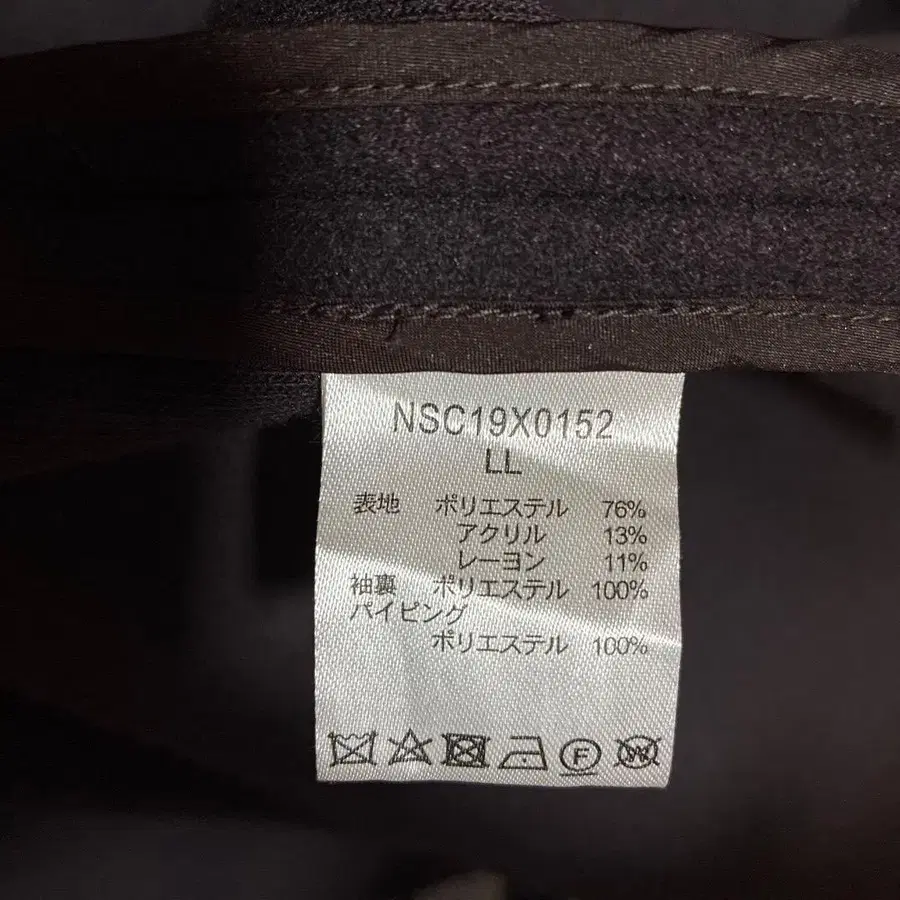 NSC19X0152
LL
表地 ポリエステル 76%
アクリル 13%
レーヨン 11%
袖裏 ポリエステル 100%
パイピング
ポリエステル 100%
F
W